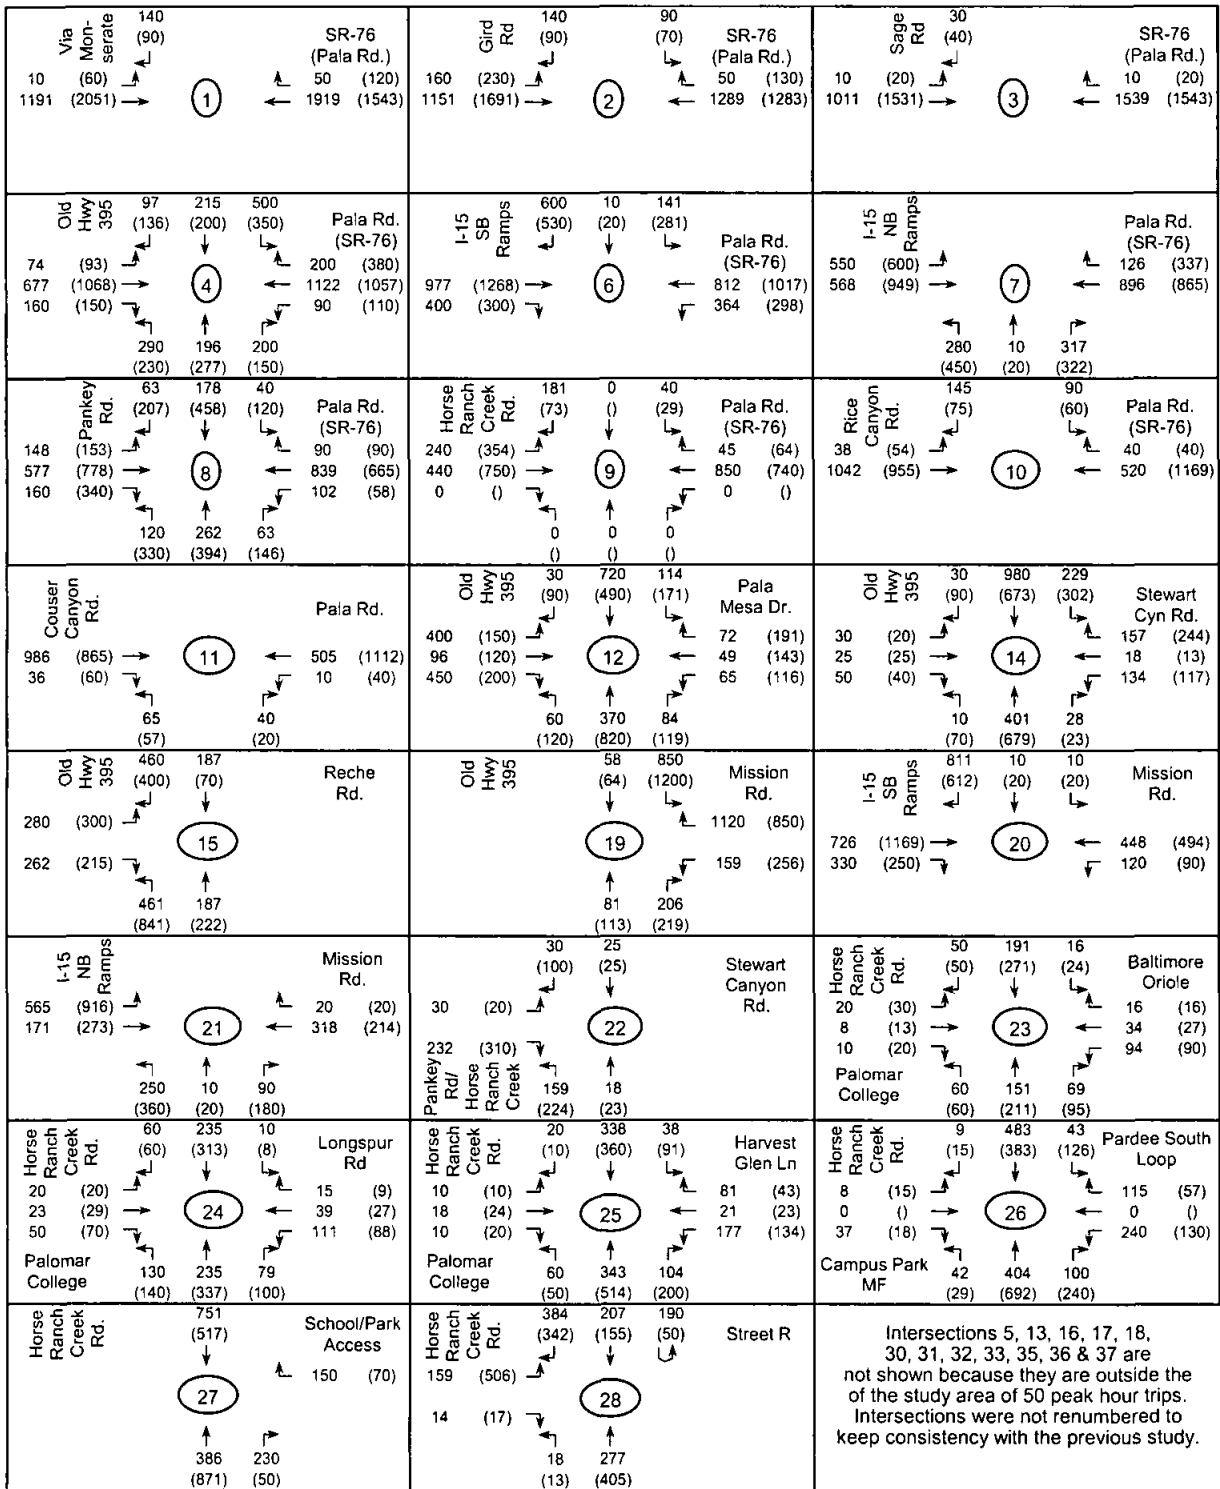 Via Mon- serate
140
(90)
SR-76
(Pala Rd.)
10 (60)
1191 (2051)
1
50 (120)
1919 (1543)
Gird Rd
140 90
(90) (70)
SR-76
(Pala Rd.)
160 (230)
1151 (1691)
2
50 (130)
1289 (1283)
Sage Rd
30
(40)
SR-76
(Pala Rd.)
10 (20)
1011 (1531)
3
10 (20)
1539 (1543)
Old Hwy 395
97 215 500
(136) (200) (350)
Pala Rd.
(SR-76)
74 (93)
677 (1068)
160 (150)
4
200 (380)
1122 (1057)
90 (110)
290 196 200
(230) (277) (150)
I-15 SB Ramps
600 10 141
(530) (20) (281)
Pala Rd.
(SR-76)
977 (1268)
400 (300)
6
812 (1017)
364 (298)
I-15 NB Ramps
Pala Rd.
(SR-76)
550 (600)
568 (949)
7
126 (337)
896 (865)
280 10 317
(450) (20) (322)
Pankey Rd.
63 178 40
(207) (458) (120)
Pala Rd.
(SR-76)
148 (153)
577 (778)
160 (340)
8
90 (90)
839 (665)
102 (58)
120 262 63
(330) (394) (146)
Horse Ranch Creek Rd.
181 0 40
(73) () (29)
Pala Rd.
(SR-76)
240 (354)
440 (750)
0 ()
9
45 (64)
850 (740)
0 ()
0 0 0
() () ()
Rice Canyon Rd.
145 90
(75) (60)
Pala Rd.
(SR-76)
38 (54)
1042 (955)
10
40 (40)
520 (1169)
Couser Canyon Rd.
Pala Rd.
986 (865)
36 (60)
11
505 (1112)
10 (40)
65 40
(57) (20)
Old Hwy 395
30 720 114
(90) (490) (171)
Pala
Mesa Dr.
400 (150)
96 (120)
450 (200)
12
72 (191)
49 (143)
65 (116)
60 370 84
(120) (820) (119)
Old Hwy 395
30 980 229
(90) (673) (302)
Stewart
Cyn Rd.
30 (20)
25 (25)
50 (40)
14
157 (244)
18 (13)
134 (117)
10 401 28
(70) (679) (23)
Old Hwy 395
460 187
(400) (70)
Reche
Rd.
280 (300)
262 (215)
15
461 187
(841) (222)
Old Hwy 395
58 850
(64) (1200)
Mission
Rd.
19
1120 (850)
159 (256)
81 206
(113) (219)
I-15 SB Ramps
811 10 10
(612) (20) (20)
Mission
Rd.
726 (1169)
330 (250)
20
448 (494)
120 (90)
I-15 NB Ramps
Mission
Rd.
565 (916)
171 (273)
21
20 (20)
318 (214)
250 10 90
(360) (20) (180)
30 25
(100) (25)
Stewart
Canyon
Rd.
30 (20)
232 (310)
22
Pankey Rd/ Horse Ranch Creek
159 18
(224) (23)
Horse Ranch Creek Rd.
50 191 16
(50) (271) (24)
Baltimore
Oriole
20 (30)
8 (13)
10 (20)
23
16 (16)
34 (27)
94 (90)
Palomar
College
60 151 69
(60) (211) (95)
Horse Ranch Creek Rd.
60 235 10
(60) (313) (8)
Longspur
Rd
20 (20)
23 (29)
50 (70)
24
15 (9)
39 (27)
111 (88)
Palomar
College
130 235 79
(140) (337) (100)
Horse Ranch Creek Rd.
20 338 38
(10) (360) (91)
Harvest
Glen Ln
10 (10)
18 (24)
10 (20)
25
81 (43)
21 (23)
177 (134)
Palomar
College
60 343 104
(50) (514) (200)
Horse Ranch Creek Rd.
9 483 43
(15) (383) (126)
Pardee South
Loop
8 (15)
0 ()
37 (18)
26
115 (57)
0 ()
240 (130)
Campus Park
MF
42 404 100
(29) (692) (240)
Horse Ranch Creek Rd.
751
(517)
School/Park
Access
27
150 (70)
386 230
(871) (50)
Horse Ranch Creek Rd.
384 207 190
(342) (155) (50)
Street R
159 (506)
14 (17)
28
18 277
(13) (405)
Intersections 5, 13, 16, 17, 18,
30, 31, 32, 33, 35, 36 & 37 are
not shown because they are outside the
of the study area of 50 peak hour trips.
Intersections were not renumbered to
keep consistency with the previous study.